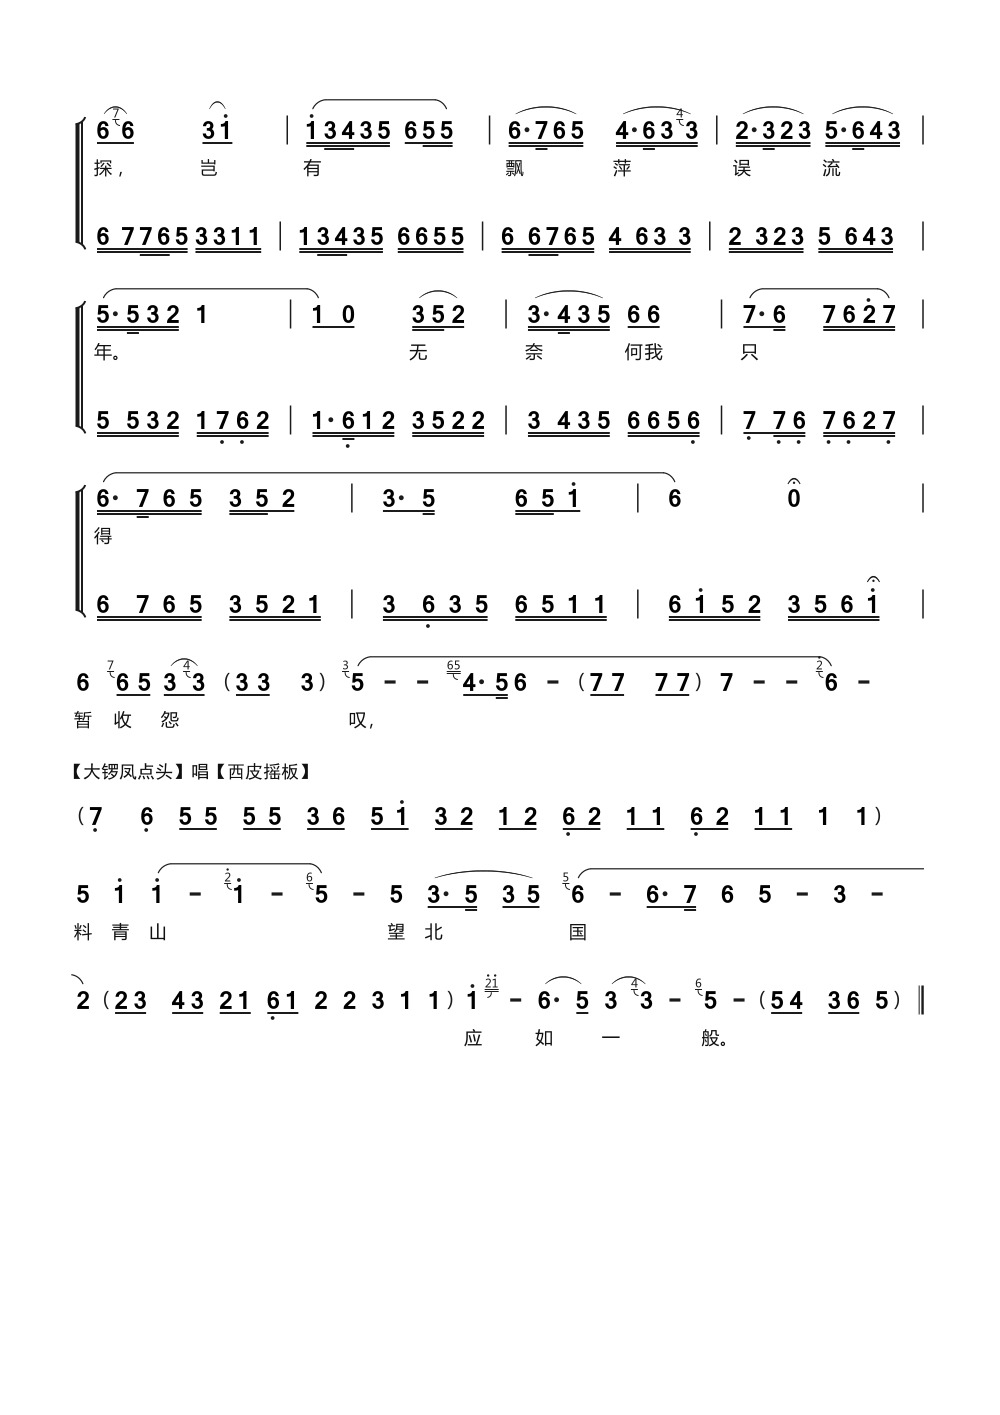 6 7 6 3 1 | 1 3 4 3 5 6 5 5 | 6·7 6 5 4·6 3 4 3 | 2·3 2 3 5·6 4 3 |
探， 岂 有 飘 萍 误 流
6 7 7 6 5 3 3 1 1 | 1 3 4 3 5 6 6 5 5 | 6 6 7 6 5 4 6 3 3 | 2 3 2 3 5 6 4 3 |
5·5 3 2 1 | 1 0 3 5 2 | 3·4 3 5 6 6 | 7·6 7 6 2 7 |
年。 无 奈 何我 只
5 5 3 2 1 7 6 2 | 1·6 1 2 3 5 2 2 | 3 4 3 5 6 6 5 6 | 7 7 6 7 6 2 7 |
6· 7 6 5 3 5 2 | 3· 5 6 5 1 | 6 0 |
得
6 7 6 5 3 5 2 1 | 3 6 3 5 6 5 1 1 | 6 1 5 2 3 5 6 1 |
6 7 6 5 3 4 3 （3 3 3） 3 5 - - 65 4· 5 6 -（7 7 7 7）7 - - 2 6 -
暂 收 怨 叹，
【大锣凤点头】唱【西皮摇板】
（7 6 5 5 5 5 3 6 5 1 3 2 1 2 6 2 1 1 6 2 1 1 1 1）
5 1 1 - 2 1 - 6 5 - 5 3· 5 3 5 5 6 - 6· 7 6 5 - 3 -
料 青 山 望 北 国
2（2 3 4 3 2 1 6 1 2 2 3 1 1）1 21 - 6· 5 3 4 3 - 6 5 -（5 4 3 6 5）‖
应 如 一 般。